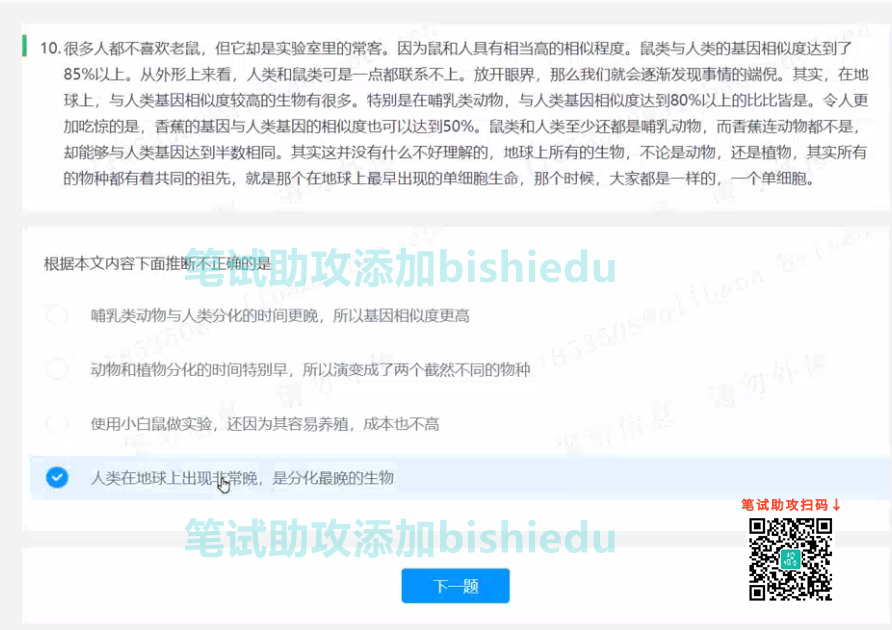 10. 很多人都不喜欢老鼠，但它却是实验室里的常客。因为鼠和人具有相当高的相似程度。鼠类与人类的基因相似度达到了
85%以上。从外形上来看，人类和鼠类可是一点都联系不上。放开眼界，那么我们就会逐渐发现事情的端倪。其实，在地
球上，与人类基因相似度较高的生物有很多。特别是在哺乳类动物，与人类基因相似度达到80%以上的比比皆是。令人更
加吃惊的是，香蕉的基因与人类基因的相似度也可以达到50%。鼠类和人类至少还都是哺乳动物，而香蕉连动物都不是，
却能够与人类基因达到半数相同。其实这并没有什么不好理解的，地球上所有的生物，不论是动物，还是植物，其实所有
的物种都有着共同的祖先，就是那个在地球上最早出现的单细胞生命，那个时候，大家都是一样的，一个单细胞。
根据本文内容下面推断不正确的是
笔试助攻添加bishiedu
哺乳类动物与人类分化的时间更晚，所以基因相似度更高
动物和植物分化的时间特别早，所以演变成了两个截然不同的物种
使用小白鼠做实验，还因为其容易养殖，成本也不高
人类在地球上出现非常晚，是分化最晚的生物
笔试助攻扫码↓
笔试助攻添加bishiedu
下一题